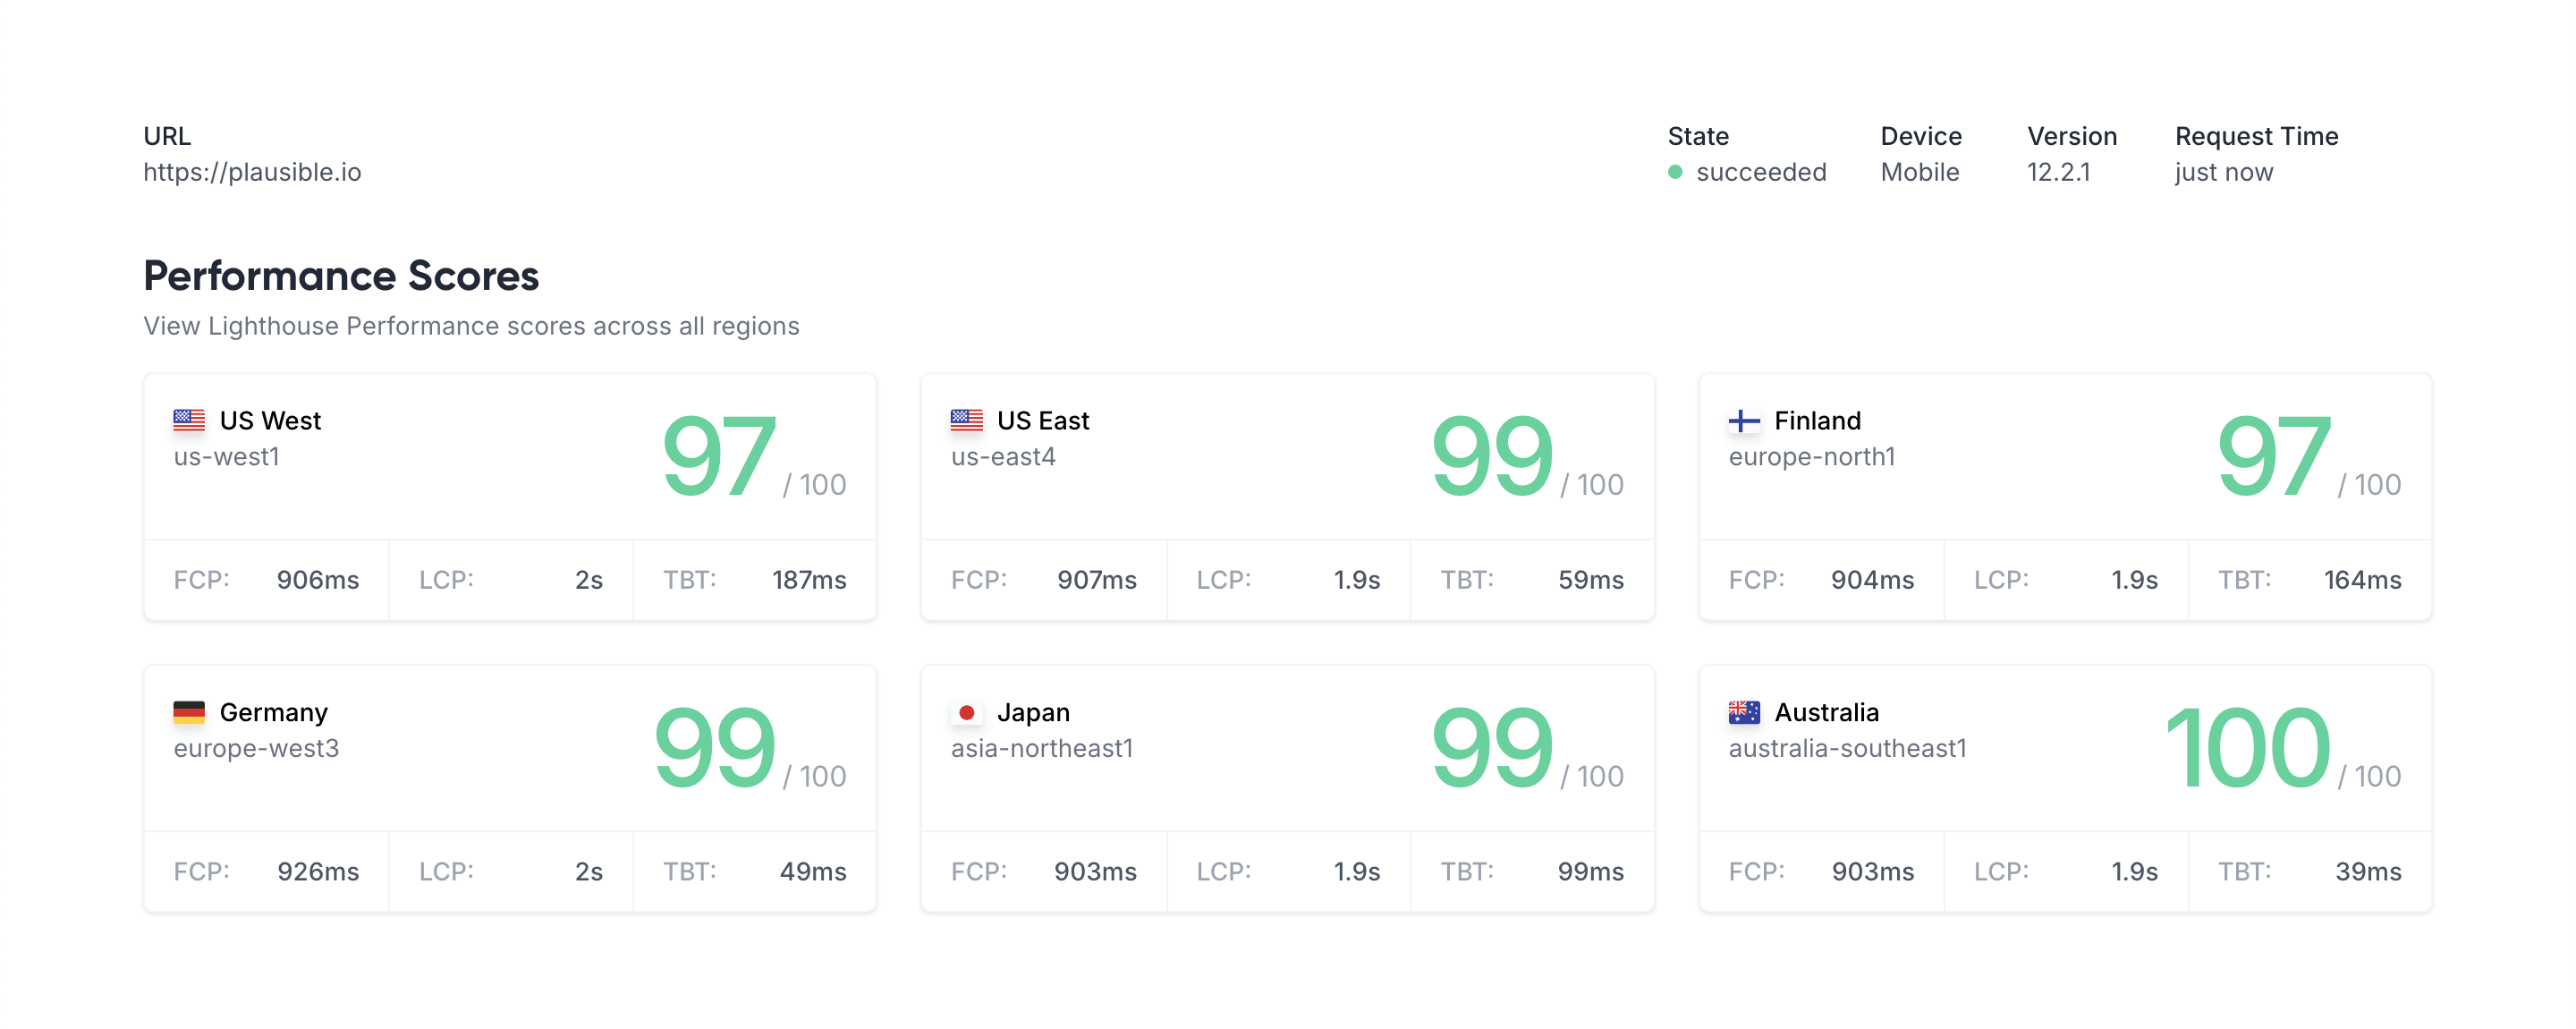 URL
https://plausible.io
State
succeeded
Device
Mobile
Version
12.2.1
Request Time
just now
Performance Scores
View Lighthouse Performance scores across all regions
US West
us-west1
97 / 100
FCP: 906ms
LCP: 2s
TBT: 187ms
US East
us-east4
99 / 100
FCP: 907ms
LCP: 1.9s
TBT: 59ms
Finland
europe-north1
97 / 100
FCP: 904ms
LCP: 1.9s
TBT: 164ms
Germany
europe-west3
99 / 100
FCP: 926ms
LCP: 2s
TBT: 49ms
Japan
asia-northeast1
99 / 100
FCP: 903ms
LCP: 1.9s
TBT: 99ms
Australia
australia-southeast1
100 / 100
FCP: 903ms
LCP: 1.9s
TBT: 39ms